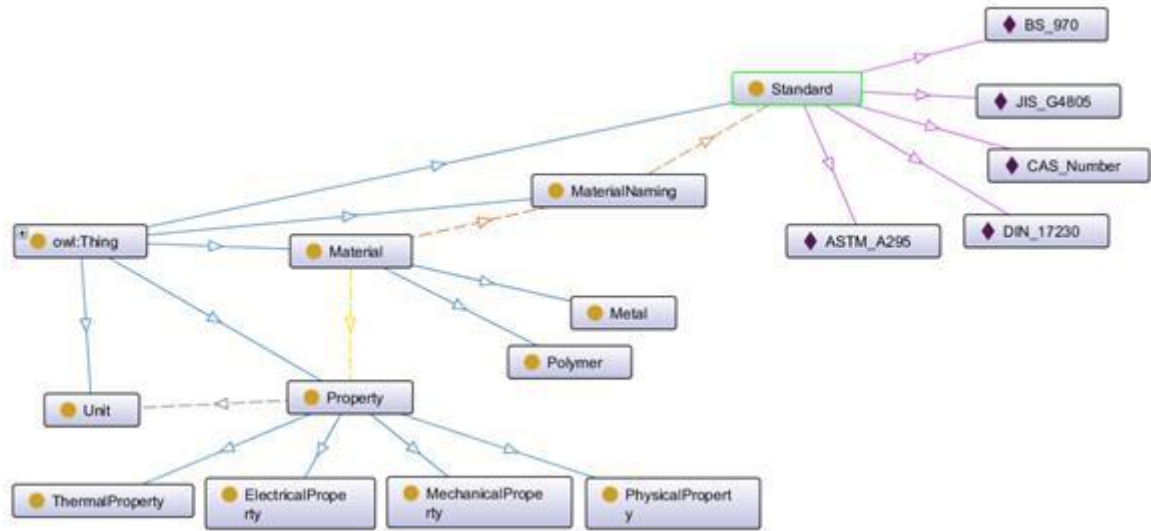 BS_970
Standard
JIS_G4805
CAS_Number
MaterialNaming
owl:Thing
Material
ASTM_A295
DIN_17230
Metal
Polymer
Unit
Property
ThermalProperty
ElectricalPrope
rty
MechanicalPrope
rty
PhysicalPropert
y